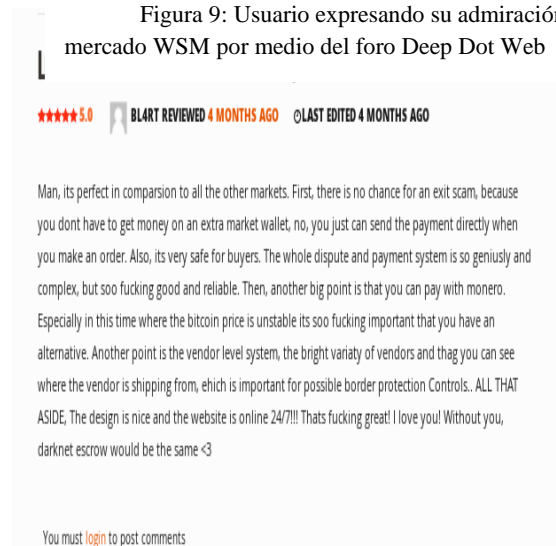 Figura 9: Usuario expresando su admiración
mercado WSM por medio del foro Deep Dot Web
5.0 BL4RT REVIEWED 4 MONTHS AGO LAST EDITED 4 MONTHS AGO
Man, its perfect in comparsion to all the other markets. First, there is no chance for an exit scam, because
you dont have to get money on an extra market wallet, no, you just can send the payment directly when
you make an order. Also, its very safe for buyers. The whole dispute and payment system is so geniusly and
complex, but soo fucking good and reliable. Then, another big point is that you can pay with monero.
Especially in this time where the bitcoin price is unstable its soo fucking important that you have an
alternative. Another point is the vendor level system, the bright variaty of vendors and thag you can see
where the vendor is shipping from, ehich is important for possible border protection Controls.. ALL THAT
ASIDE, The design is nice and the website is online 24/7!!! Thats fucking great! I love you! Without you,
darknet escrow would be the same <3
You must login to post comments